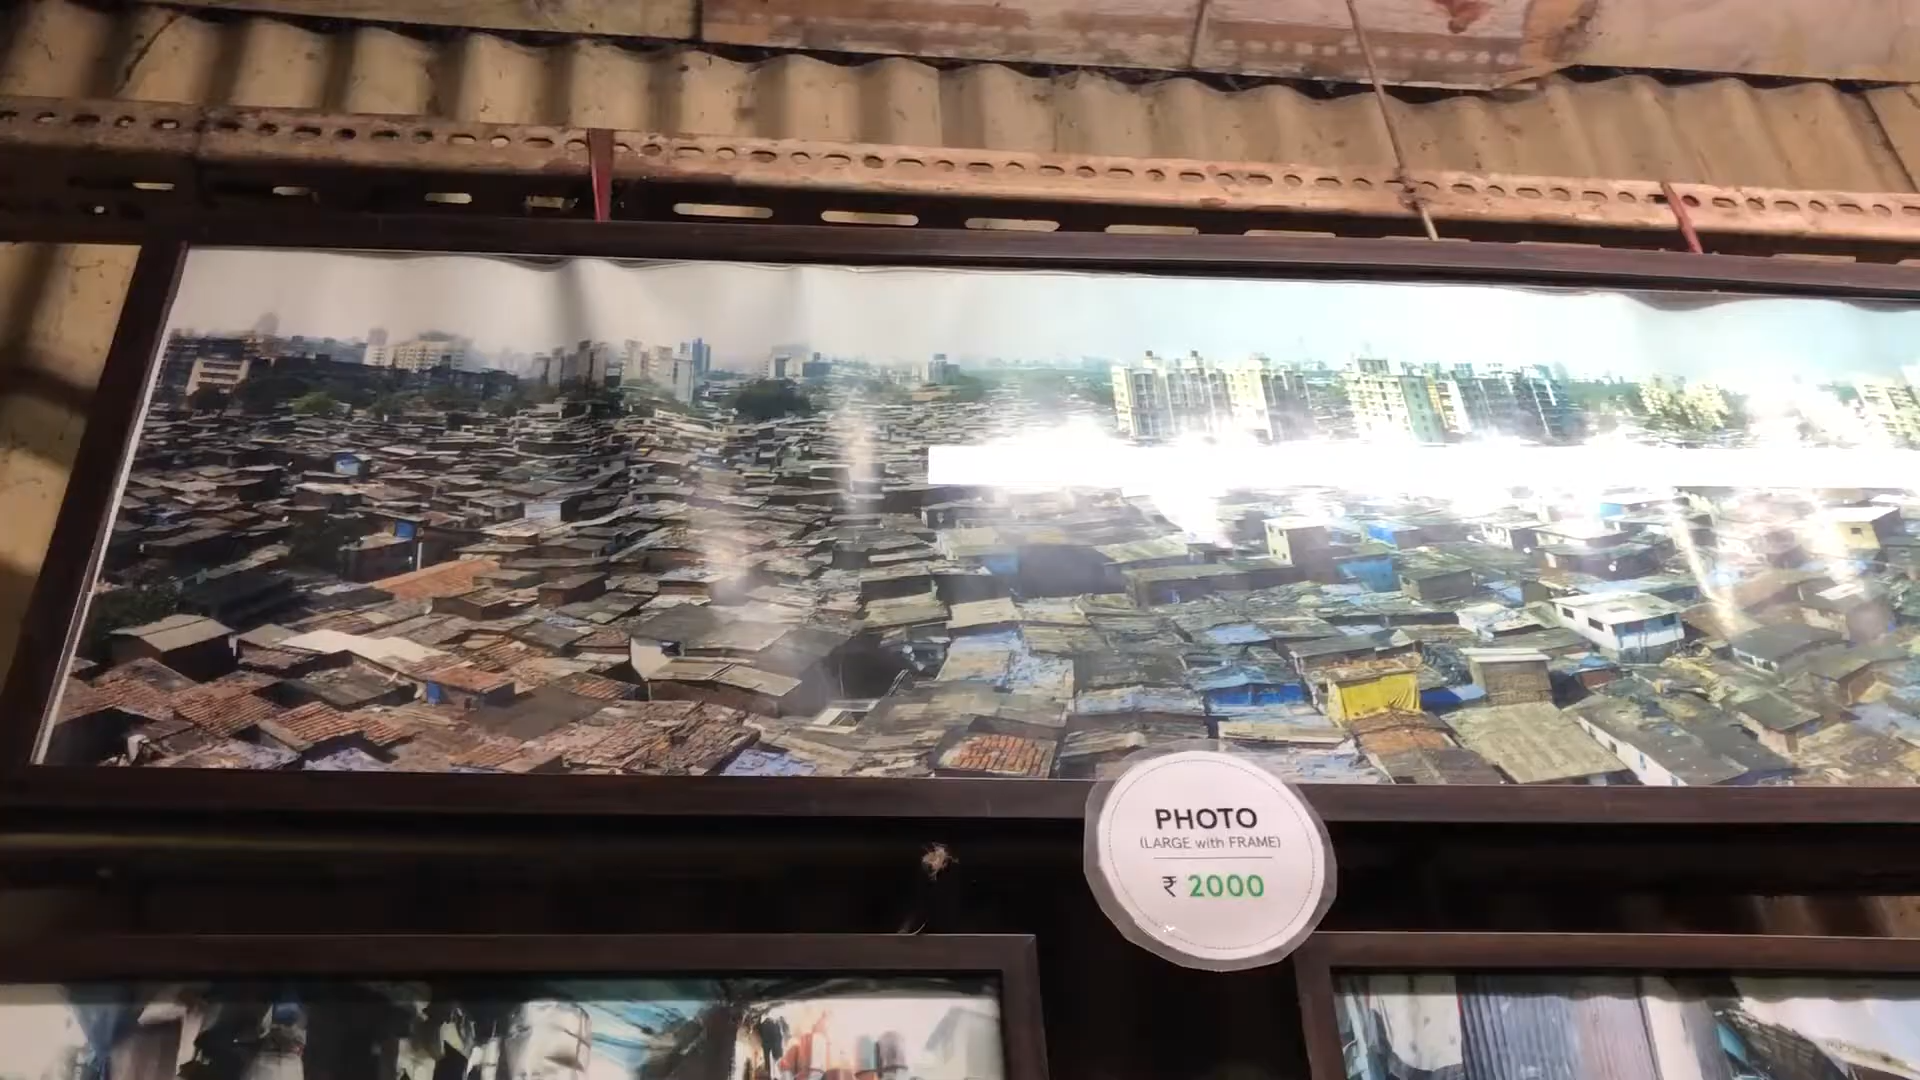 PHOTO
(LARGE with FRAME)
₹ 2000